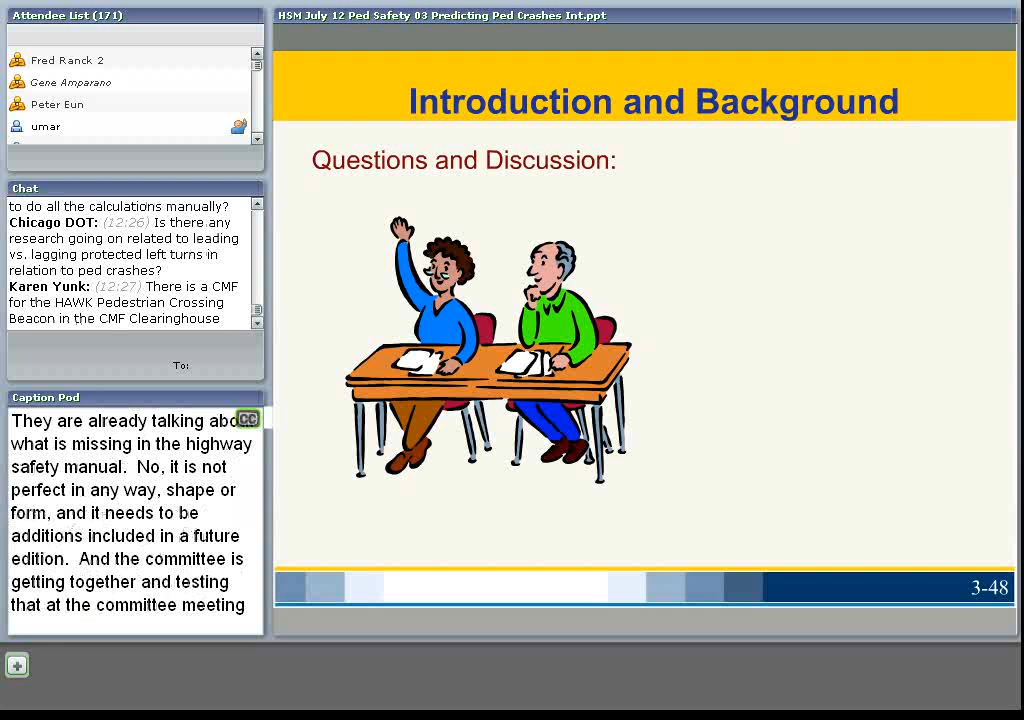 Attendee List (171)
Fred Ranck 2
Gene Amparano
Peter Eun
umar
Chat
to do all the calculations manually?
Chicago DOT: (12:26) Is there any
research going on related to leading
vs. lagging protected left turns in
relation to ped crashes?
Karen Yunk: (12:27) There is a CMF
for the HAWK Pedestrian Crossing
Beacon in the CMF Clearinghouse
To:
Caption Pod
They are already talking
what is missing in the highway
safety manual. No, it is not
perfect in any way, shape or
form, and it needs to be
additions included in a future
edition. And the committee is
getting together and testing
that at the committee meeting
CC
HSM July 12 Ped Safety 03 Predicting Ped Crashes Int.ppt
Introduction and Background
Questions and Discussion:
3-48